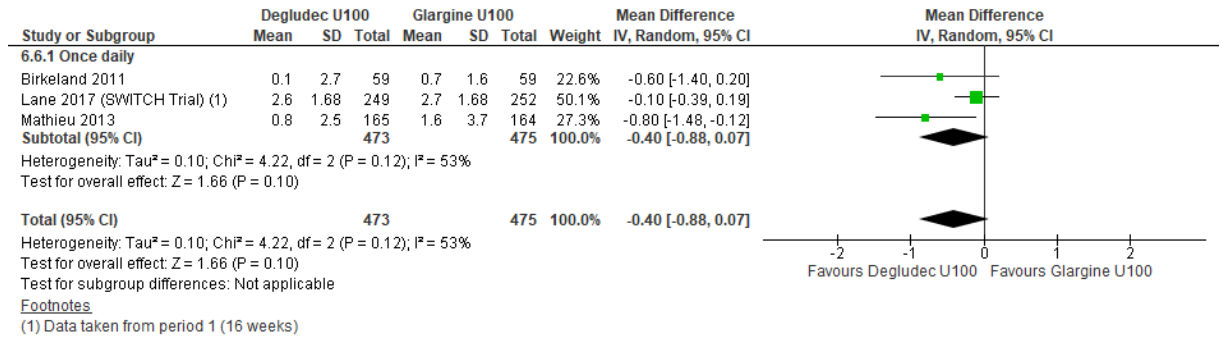 Degludec U100 Glargine U100 Mean Difference Mean Difference
Study or Subgroup Mean SD Total Mean SD Total Weight IV, Random, 95% CI IV, Random, 95% CI
6.6.1 Once daily
Birkeland 2011 0.1 2.7 59 0.7 1.6 59 22.6% -0.60 [-1.40, 0.20]
Lane 2017 (SWITCH Trial) (1) 2.6 1.68 249 2.7 1.68 252 50.1% -0.10 [-0.39, 0.19]
Mathieu 2013 0.8 2.5 165 1.6 3.7 164 27.3% -0.80 [-1.48, -0.12]
Subtotal (95% CI) 473 475 100.0% -0.40 [-0.88, 0.07]
Heterogeneity: Tau² = 0.10; Chi² = 4.22, df = 2 (P = 0.12); I² = 53%
Test for overall effect: Z = 1.66 (P = 0.10)
Total (95% CI) 473 475 100.0% -0.40 [-0.88, 0.07]
Heterogeneity: Tau² = 0.10; Chi² = 4.22, df = 2 (P = 0.12); I² = 53%
Test for overall effect: Z = 1.66 (P = 0.10)
Test for subgroup differences: Not applicable
-2 -1 0 1 2
Favours Degludec U100 Favours Glargine U100
Footnotes
(1) Data taken from period 1 (16 weeks)